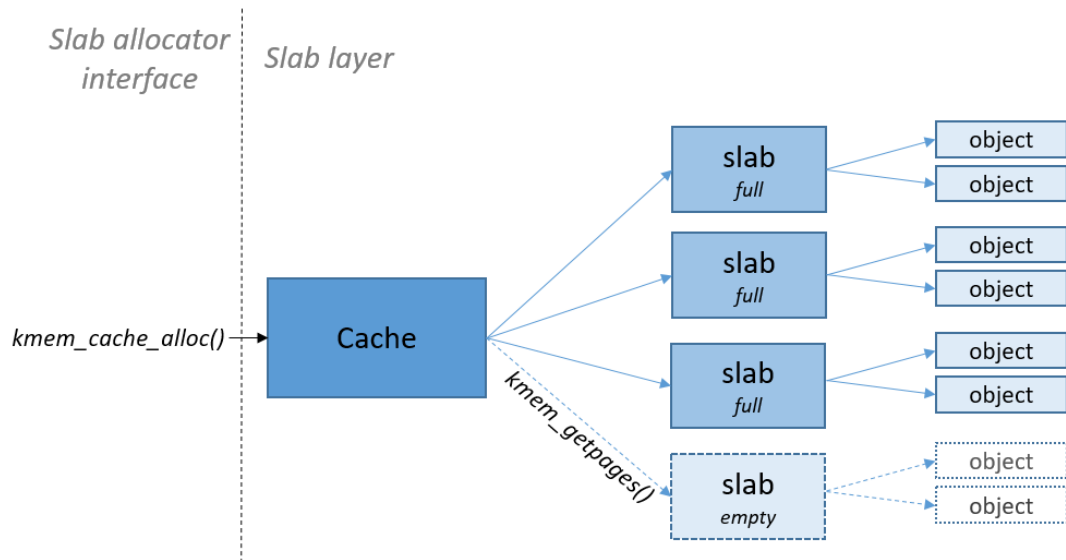 Slab allocator
interface
Slab layer
kmem_cache_alloc()
Cache
kmem_getpages()
slab
full
object
object
slab
full
object
object
slab
full
object
object
slab
empty
object
object